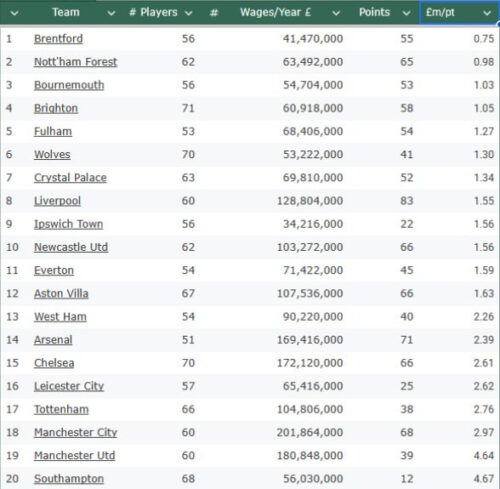 Team # Players # Wages/Year £ Points £m/pt
1 Brentford 56 41,470,000 55 0.75
2 Nott'ham Forest 62 63,492,000 65 0.98
3 Bournemouth 56 54,704,000 53 1.03
4 Brighton 71 60,918,000 58 1.05
5 Fulham 53 68,406,000 54 1.27
6 Wolves 70 53,222,000 41 1.30
7 Crystal Palace 63 69,810,000 52 1.34
8 Liverpool 60 128,804,000 83 1.55
9 Ipswich Town 56 34,216,000 22 1.56
10 Newcastle Utd 62 103,272,000 66 1.56
11 Everton 54 71,422,000 45 1.59
12 Aston Villa 67 107,536,000 66 1.63
13 West Ham 54 90,220,000 40 2.26
14 Arsenal 51 169,416,000 71 2.39
15 Chelsea 70 172,120,000 66 2.61
16 Leicester City 57 65,416,000 25 2.62
17 Tottenham 66 104,806,000 38 2.76
18 Manchester City 60 201,864,000 68 2.97
19 Manchester Utd 60 180,848,000 39 4.64
20 Southampton 68 56,030,000 12 4.67